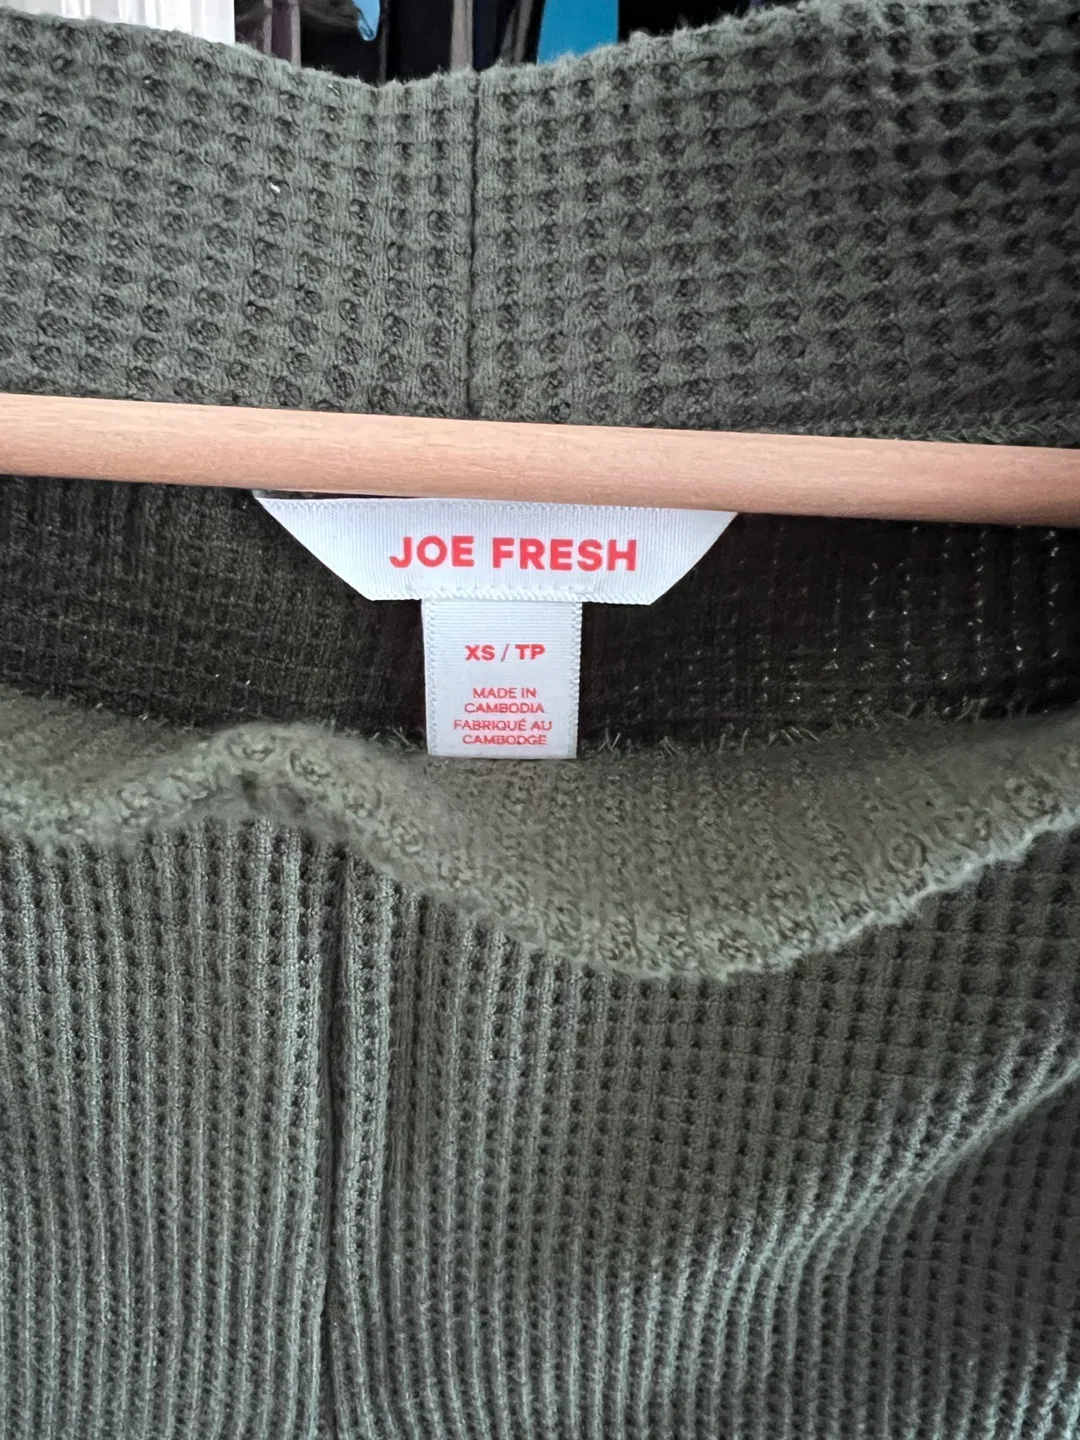 JOE FRESH
XS / TP
MADE IN
CAMBODIA
FABRIQUÉ AU
CAMBODGE